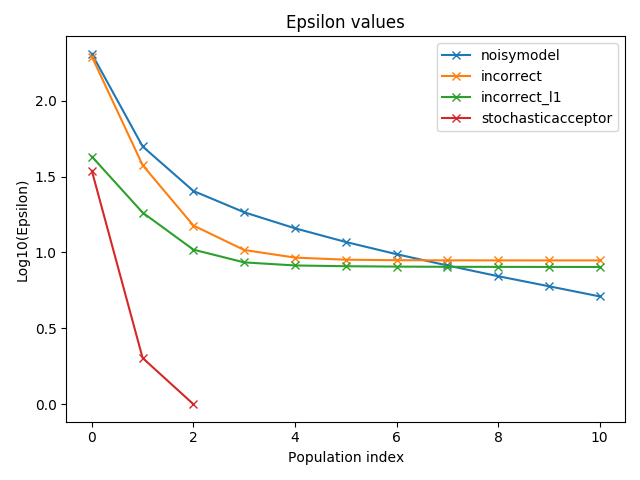 Epsilon values
noisymodel
incorrect
incorrect_l1
stochasticacceptor
Log10(Epsilon)
2.0
1.5
1.0
0.5
0.0
0 2 4 6 8 10
Population index